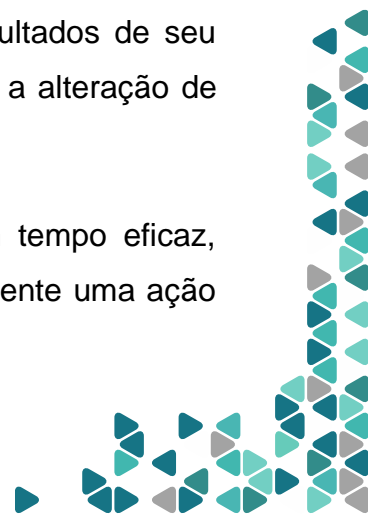 ultados de seu
a alteração de
tempo eficaz,
ente uma ação